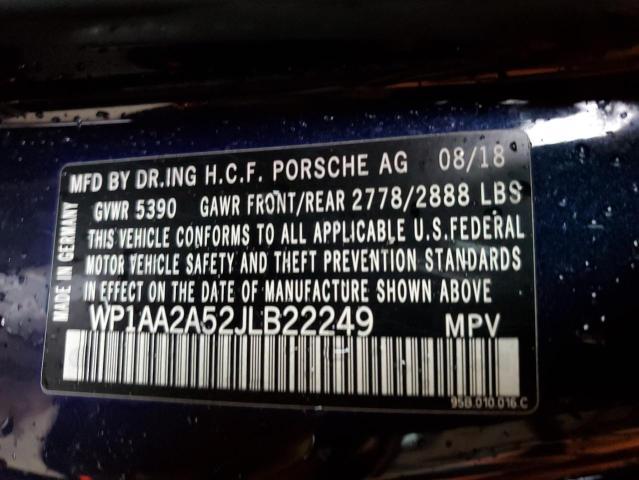 MFD BY DR.ING H.C.F. PORSCHE AG 08/18
GVWR 5390 GAWR FRONT/REAR 2778/2888 LBS
THIS VEHICLE CONFORMS TO ALL APPLICABLE U.S.FEDERAL
MOTOR VEHICLE SAFETY AND THEFT PREVENTION STANDARDS
IN EFFECT ON THE DATE OF MANUFACTURE SHOWN ABOVE
WP1AA2A52JLB22249 MPV
95B.010.016.C
MADE IN GERMANY